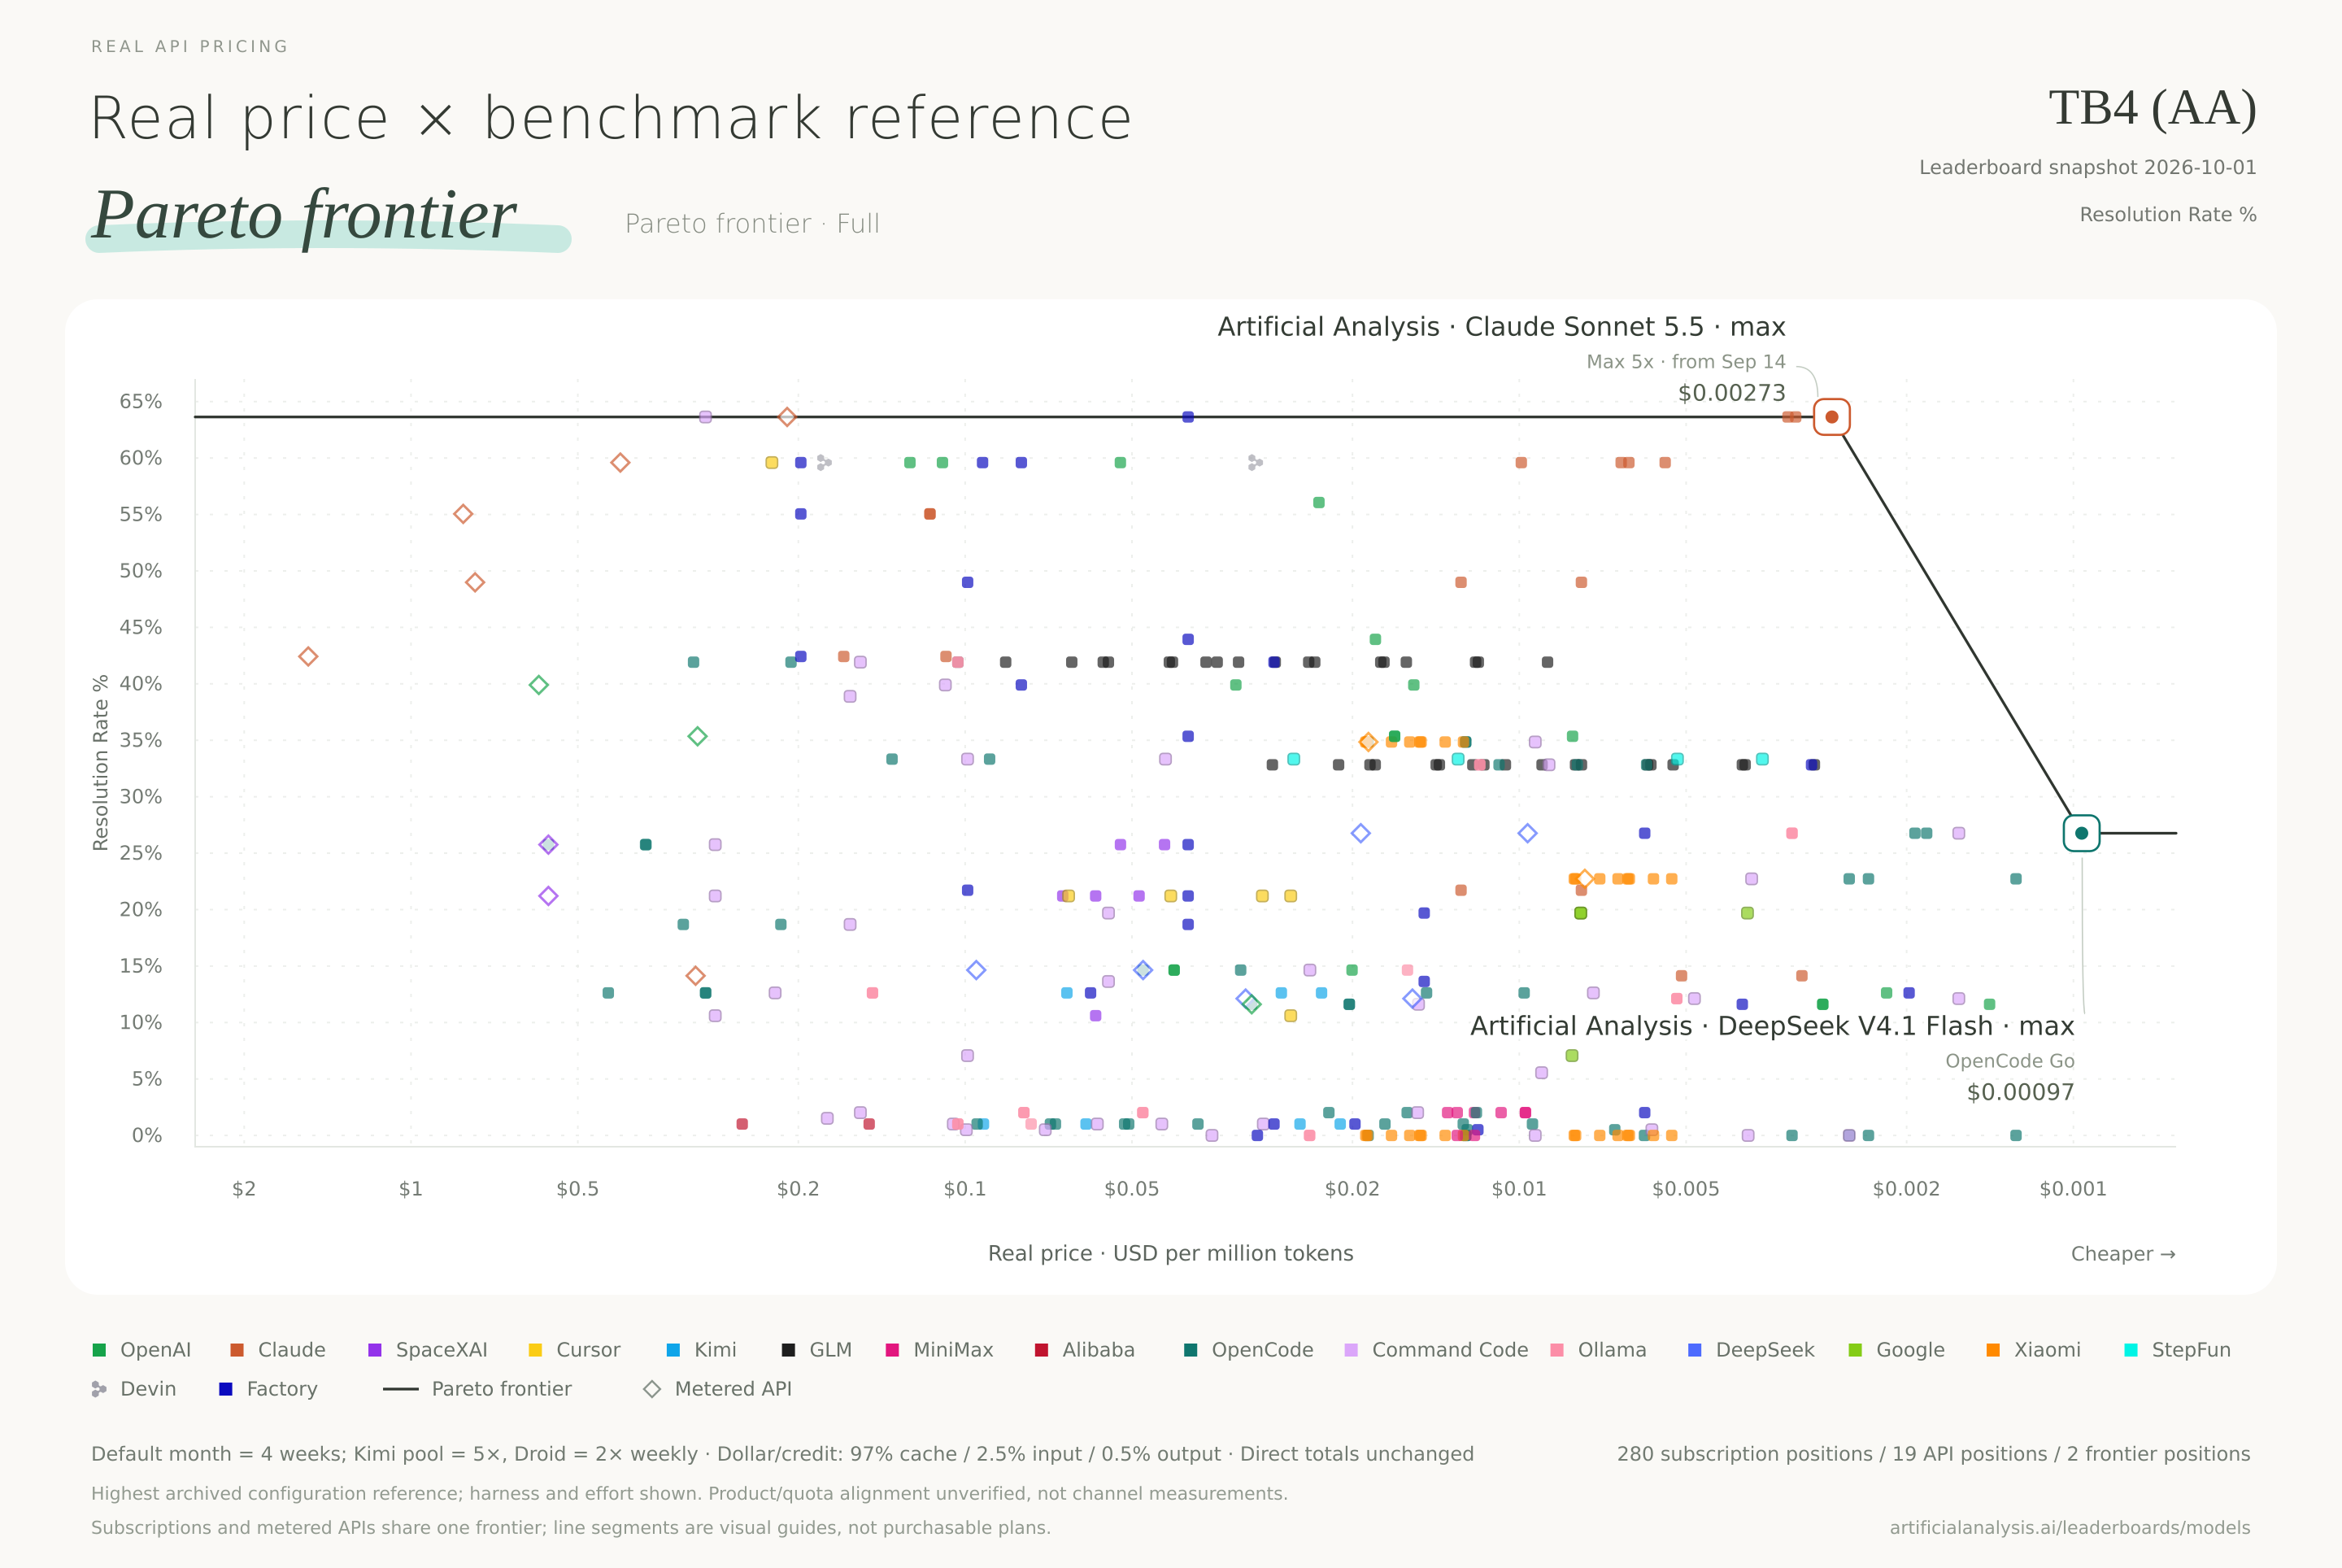 REAL API PRICING
Real price × benchmark reference
TB4 (AA)
Leaderboard snapshot 2026-10-01
Pareto frontier
Pareto frontier · Full
Resolution Rate %
Artificial Analysis · Claude Sonnet 5.5 · max
Max 5x · from Sep 14
$0.00273
65%
60%
55%
50%
45%
40%
35%
30%
25%
20%
15%
10%
5%
0%
Resolution Rate %
Artificial Analysis · DeepSeek V4.1 Flash · max
OpenCode Go
$0.00097
$2 $1 $0.5 $0.2 $0.1 $0.05 $0.02 $0.01 $0.005 $0.002 $0.001
Real price · USD per million tokens
Cheaper →
OpenAI Claude SpaceXAI Cursor Kimi GLM MiniMax Alibaba OpenCode Command Code Ollama DeepSeek Google Xiaomi StepFun
Devin Factory Pareto frontier Metered API
Default month = 4 weeks; Kimi pool = 5×, Droid = 2× weekly · Dollar/credit: 97% cache / 2.5% input / 0.5% output · Direct totals unchanged
280 subscription positions / 19 API positions / 2 frontier positions
Highest archived configuration reference; harness and effort shown. Product/quota alignment unverified, not channel measurements.
Subscriptions and metered APIs share one frontier; line segments are visual guides, not purchasable plans.
artificialanalysis.ai/leaderboards/models